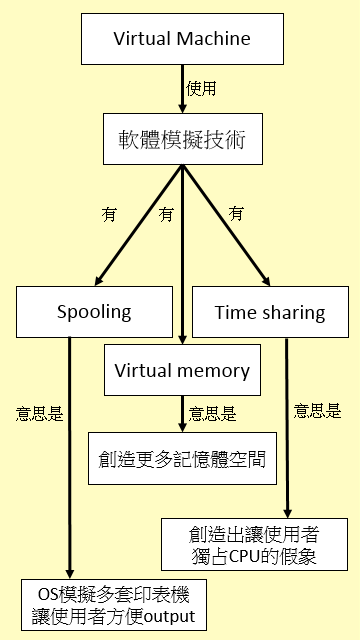 Virtual Machine
使用
軟體模擬技術
有
有
有
Spooling
Time sharing
Virtual memory
意思是
意思是
意思是
創造更多記憶體空間
創造出讓使用者
獨占CPU的假象
OS模擬多套印表機
讓使用者方便output